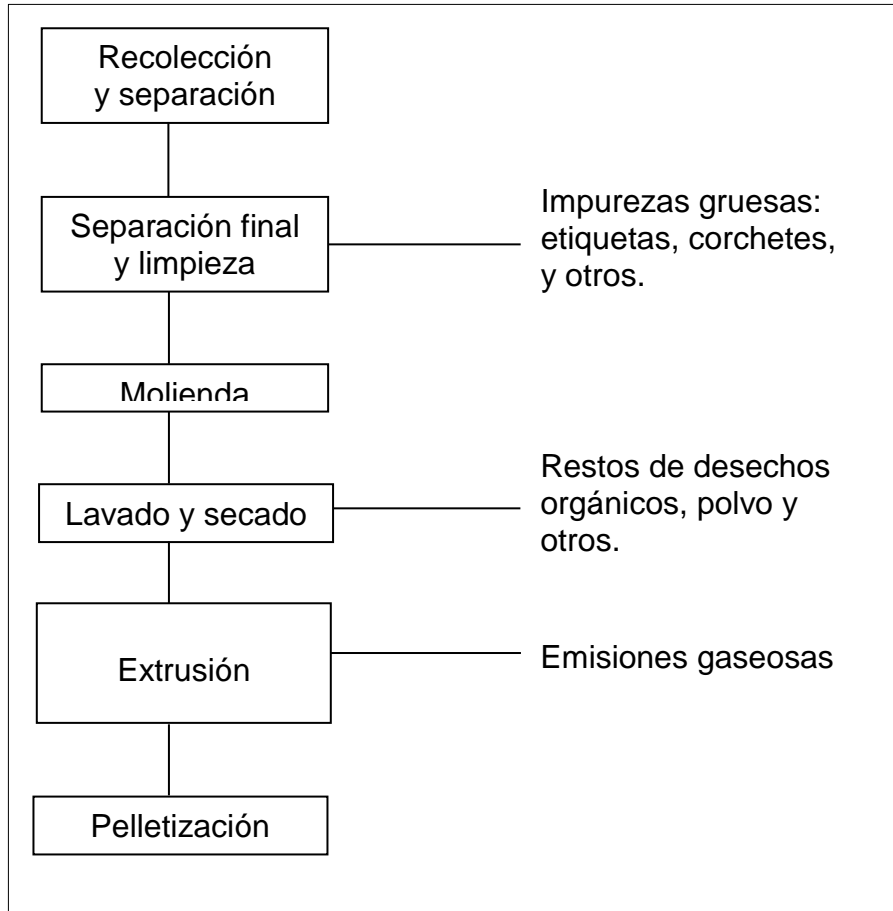 Recolección
y separación
Separación final
y limpieza
Impurezas gruesas:
etiquetas, corchetes,
y otros.
Molienda
Lavado y secado
Restos de desechos
orgánicos, polvo y
otros.
Extrusión
Emisiones gaseosas
Pelletización